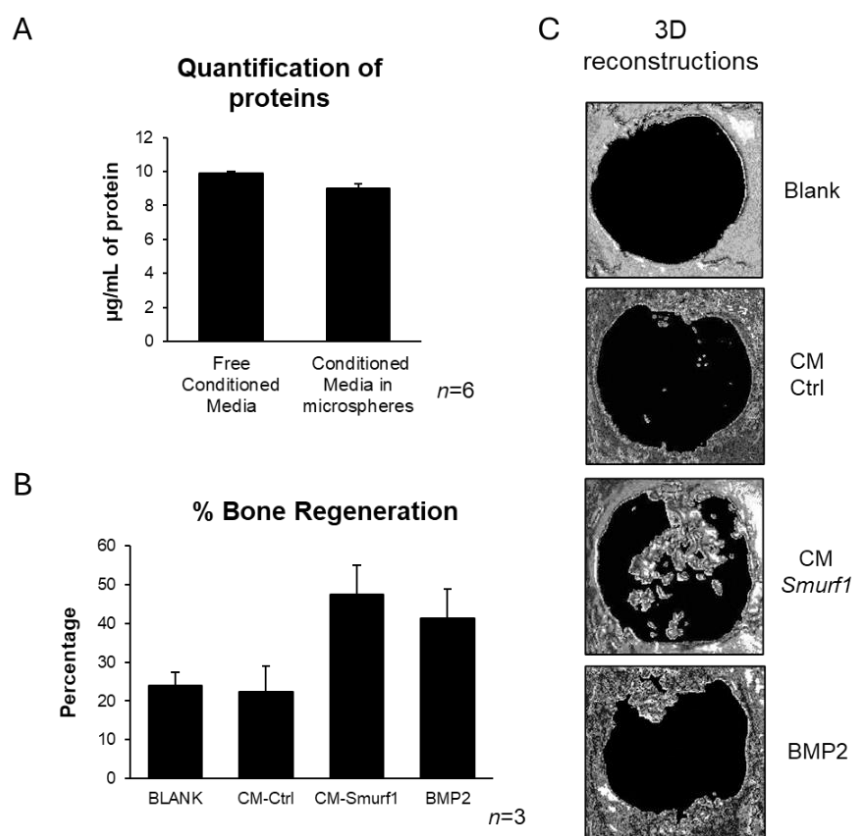 A
Quantification of
proteins
µg/mL of protein
12
10
8
6
4
2
0
Free
Conditioned
Media
Conditioned
Media in
microspheres
n=6
B
% Bone Regeneration
Percentage
60
50
40
30
20
10
0
BLANK
CM-Ctrl
CM-Smurf1
BMP2
n=3
C
3D
reconstructions
Blank
CM
Ctrl
CM
Smurf1
BMP2